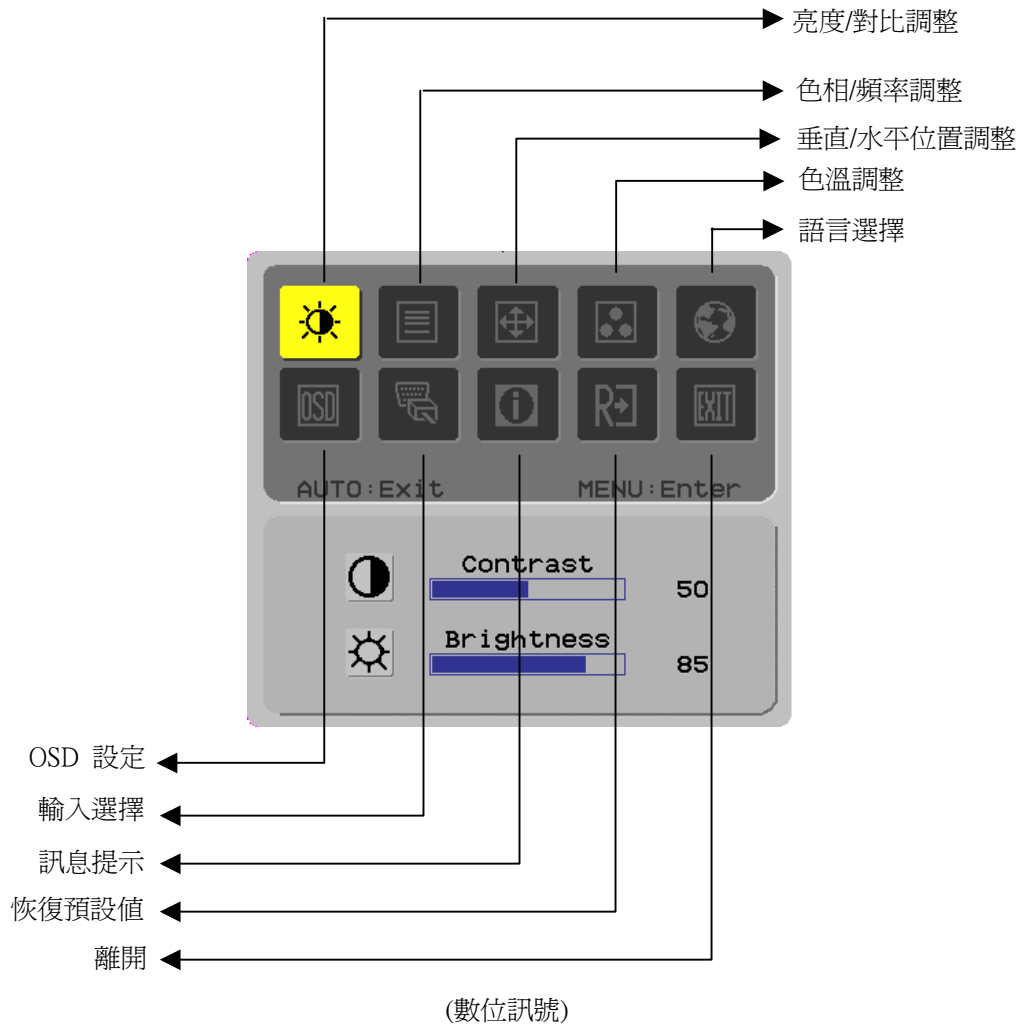 亮度/對比調整
色相/頻率調整
垂直/水平位置調整
色溫調整
語言選擇
OSD
EXIT
AUTO:Exit
MENU:Enter
Contrast
50
Brightness
85
OSD 設定
輸入選擇
訊息提示
恢復預設值
離開
(數位訊號)